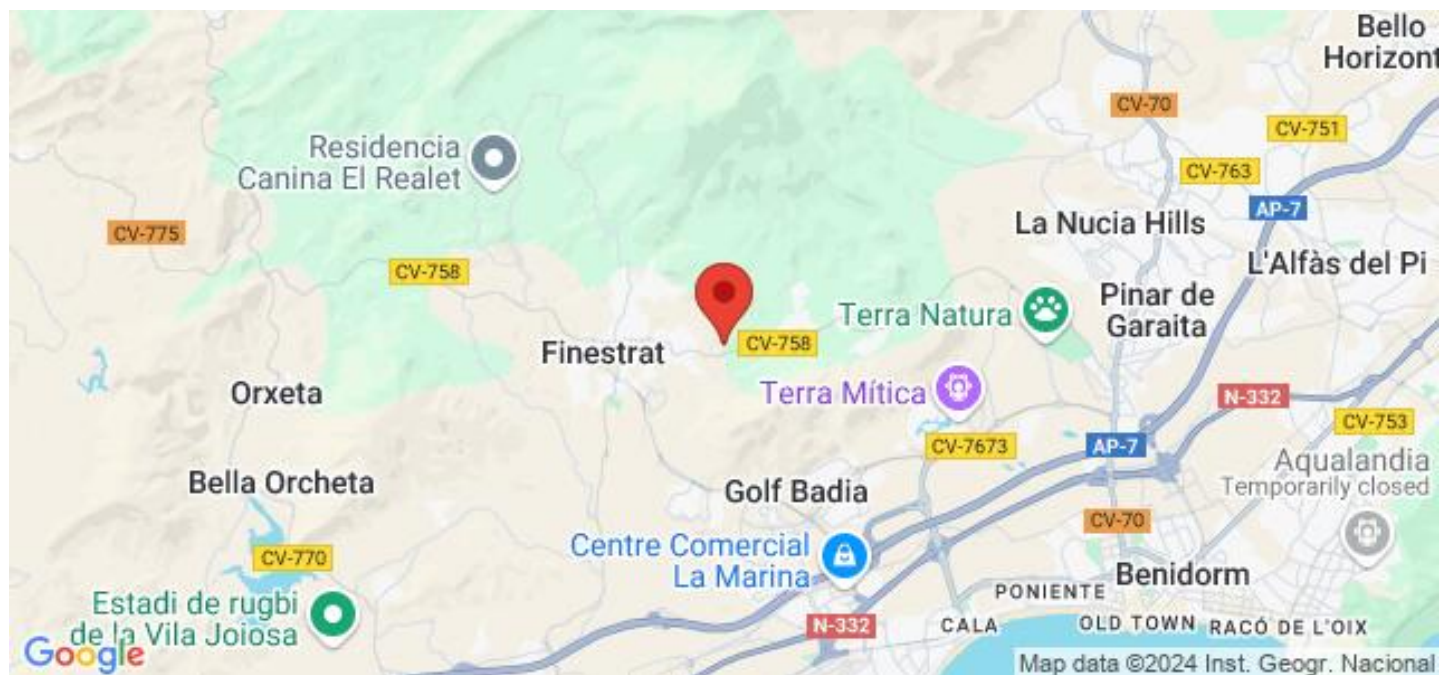 Bello
Horizont
CV-70
CV-751
Residencia
Canina El Realet
CV-763
AP-7
La Nucia Hills
CV-775
L'Alfàs del Pi
CV-758
Pinar de
Garaita
Terra Natura
CV-758
Finestrat
Orxeta
Terra Mítica
N-332
CV-753
CV-7673
AP-7
Aqualandia
Temporarily closed
Bella Orcheta
Golf Badia
CV-70
Centre Comercial
La Marina
CV-770
Benidorm
PONIENTE
Estadi de rugbi
de la Vila Joiosa
N-332
CALA
OLD TOWN
RACÓ DE L'OIX
Google
Map data ©2024 Inst. Geogr. Nacional